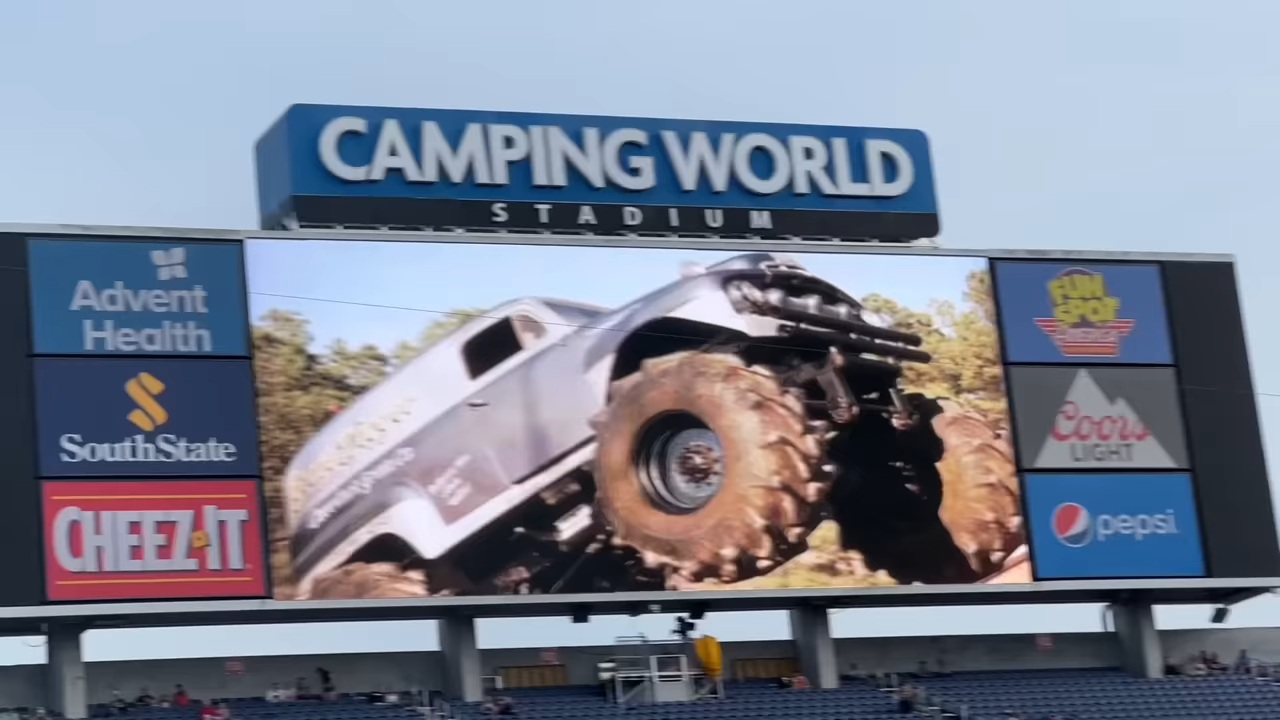 CAMPING WORLD
STADIUM
Advent
Health
SouthState
CHEEZ-IT
FUN
SPOT
Coors
LIGHT
pepsi